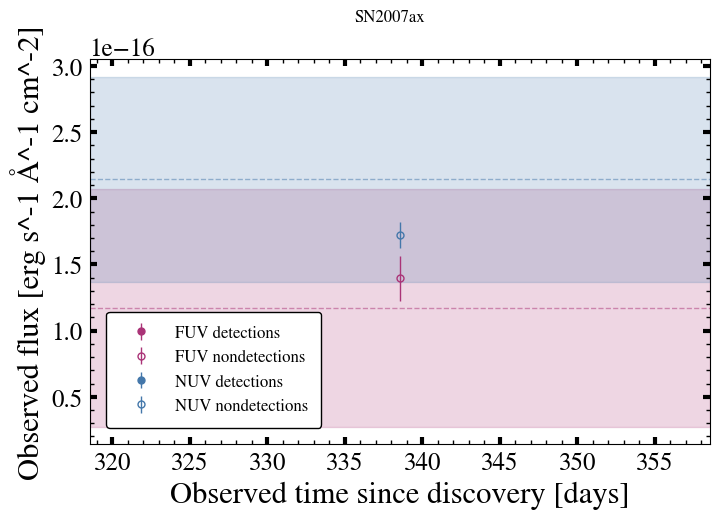 SN2007ax
1e−16
3.0
2.5
2.0
1.5
1.0
0.5
Observed flux [erg s^-1 Å^-1 cm^-2]
FUV detections
FUV nondetections
NUV detections
NUV nondetections
320 325 330 335 340 345 350 355
Observed time since discovery [days]